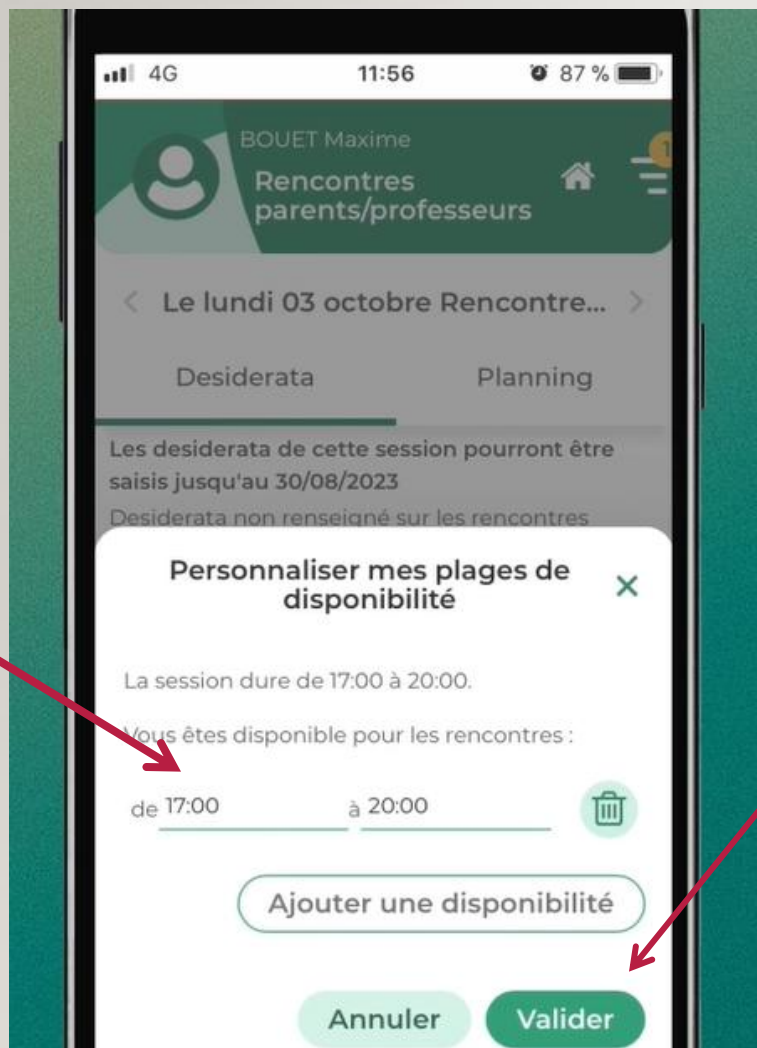 4G 11:56 87 %
BOUET Maxime
1
Rencontres
parents/professeurs
< Le lundi 03 octobre Rencontre... >
Desiderata Planning
Les desiderata de cette session pourront être
saisis jusqu'au 30/08/2023
Desiderata non renseigné sur les rencontres
Personnaliser mes plages de
disponibilité
La session dure de 17:00 à 20:00.
Vous êtes disponible pour les rencontres :
de 17:00 à 20:00
Ajouter une disponibilité
Annuler Valider